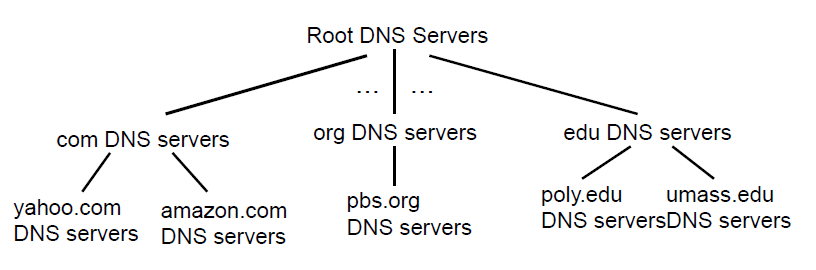 Root DNS Servers
... ...
com DNS servers
org DNS servers
edu DNS servers
yahoo.com
DNS servers
amazon.com
DNS servers
pbs.org
DNS servers
poly.edu
DNS servers
umass.edu
DNS servers